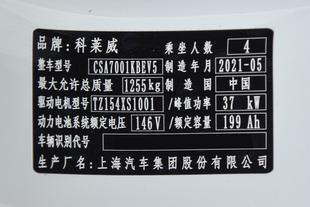 品牌：科莱威 乘坐人数 4
整车型号 CSA7001KBEV5 制造年月 2021-05
最大允许总质量 1255kg 制造国 中国
驱动电机型号 TZ154XS1001 /峰值功率 37 kW
动力电池系统额定电压 146V /额定容量 199 Ah
车辆识别代号
生产厂名：上海汽车集团股份有限公司